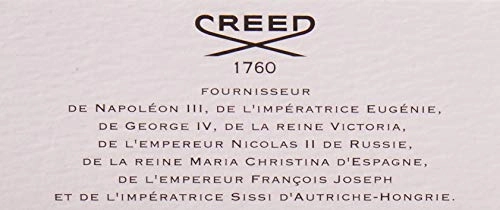 CREED
1760
FOURNISSEUR
DE NAPOLÉON III, DE L'IMPÉRATRICE EUGÉNIE,
DE GEORGE IV, DE LA REINE VICTORIA,
DE L'EMPEREUR NICOLAS II DE RUSSIE,
DE LA REINE MARIA CHRISTINA D'ESPAGNE,
DE L'EMPEREUR FRANÇOIS JOSEPH
ET DE L'IMPÉRATRICE SISSI D'AUTRICHE-HONGRIE.